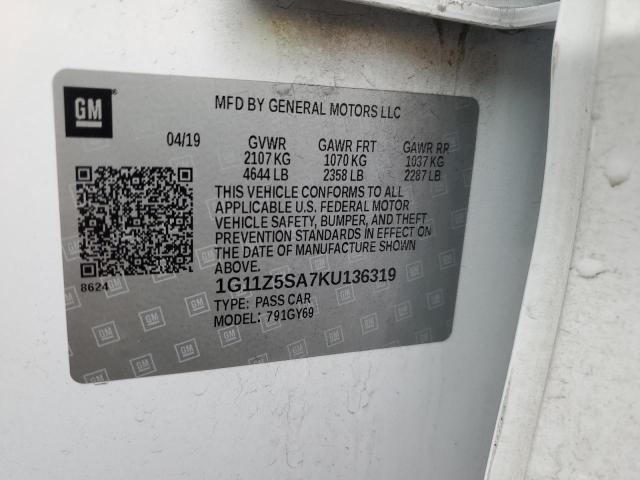 GM
MFD BY GENERAL MOTORS LLC
04/19 GVWR GAWR FRT GAWR RR
2107 KG 1070 KG 1037 KG
4644 LB 2358 LB 2287 LB
THIS VEHICLE CONFORMS TO ALL
APPLICABLE U.S. FEDERAL MOTOR
VEHICLE SAFETY, BUMPER, AND THEFT
PREVENTION STANDARDS IN EFFECT ON
THE DATE OF MANUFACTURE SHOWN
ABOVE.
8624
1G11Z5SA7KU136319
TYPE: PASS CAR
MODEL: 791GY69